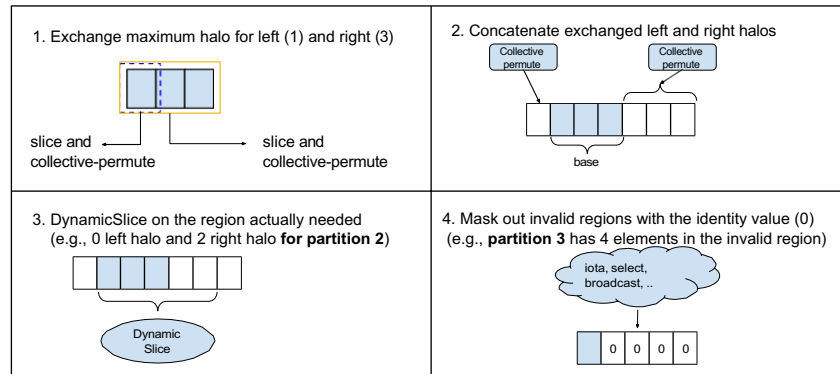 1. Exchange maximum halo for left (1) and right (3)
slice and
collective-permute
slice and
collective-permute
2. Concatenate exchanged left and right halos
Collective
permute
Collective
permute
base
3. DynamicSlice on the region actually needed
(e.g., 0 left halo and 2 right halo for partition 2)
Dynamic
Slice
4. Mask out invalid regions with the identity value (0)
(e.g., partition 3 has 4 elements in the invalid region)
iota, select,
broadcast, ..
0 0 0 0